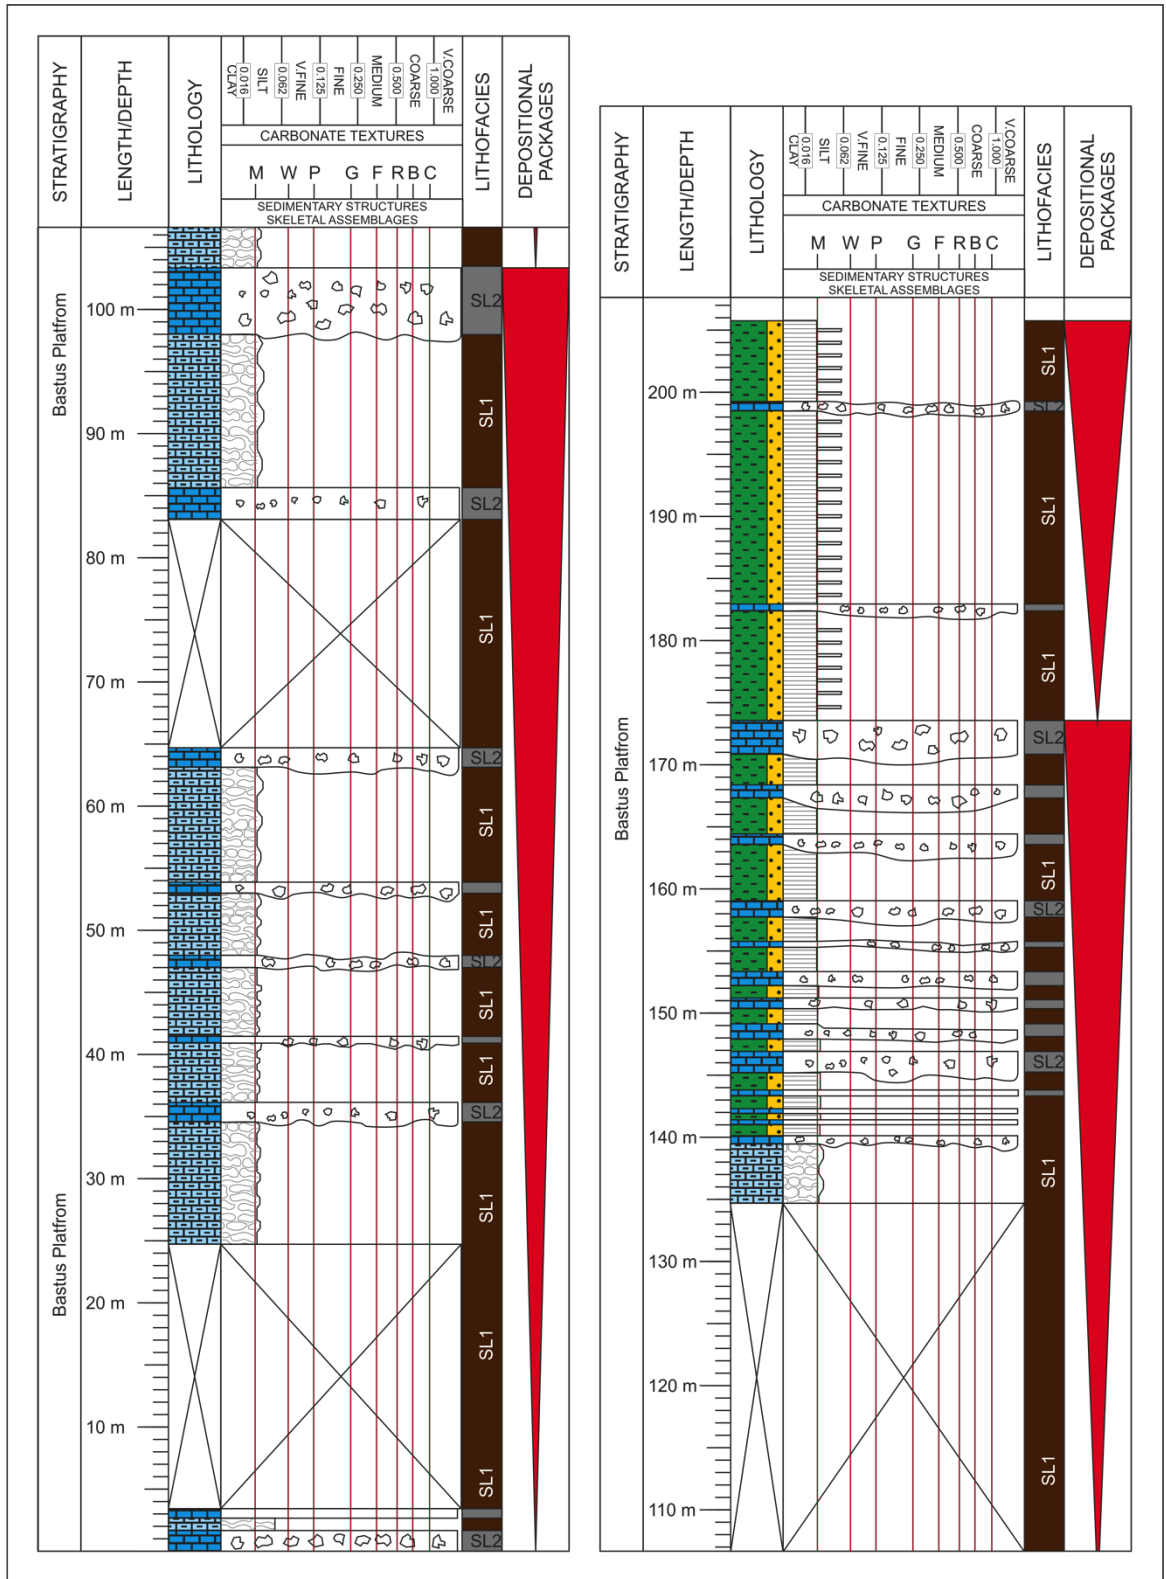 STRATIGRAPHY
LENGTH/DEPTH
LITHOLOGY
CLAY
0.016
SILT
0.062
V.FINE
0.125
FINE
0.250
MEDIUM
0.500
COARSE
1.000
V.COARSE
CARBONATE TEXTURES
M W P G F R B C
SEDIMENTARY STRUCTURES
SKELETAL ASSEMBLAGES
LITHOFACIES
DEPOSITIONAL
PACKAGES
Bastus Platfrom
Bastus Platfrom
100 m
90 m
80 m
70 m
60 m
50 m
40 m
30 m
20 m
10 m
SL2
SL1
SL2
SL1
SL2
SL1
SL1
SL2
SL1
SL1
SL2
SL1
SL1
SL1
SL2
STRATIGRAPHY
LENGTH/DEPTH
LITHOLOGY
CLAY
0.016
SILT
0.062
V.FINE
0.125
FINE
0.250
MEDIUM
0.500
COARSE
1.000
V.COARSE
CARBONATE TEXTURES
M W P G F R B C
SEDIMENTARY STRUCTURES
SKELETAL ASSEMBLAGES
LITHOFACIES
DEPOSITIONAL
PACKAGES
Bastus Platfrom
200 m
190 m
180 m
170 m
160 m
150 m
140 m
130 m
120 m
110 m
SL1
SL2
SL1
SL1
SL2
SL1
SL2
SL2
SL1
SL1